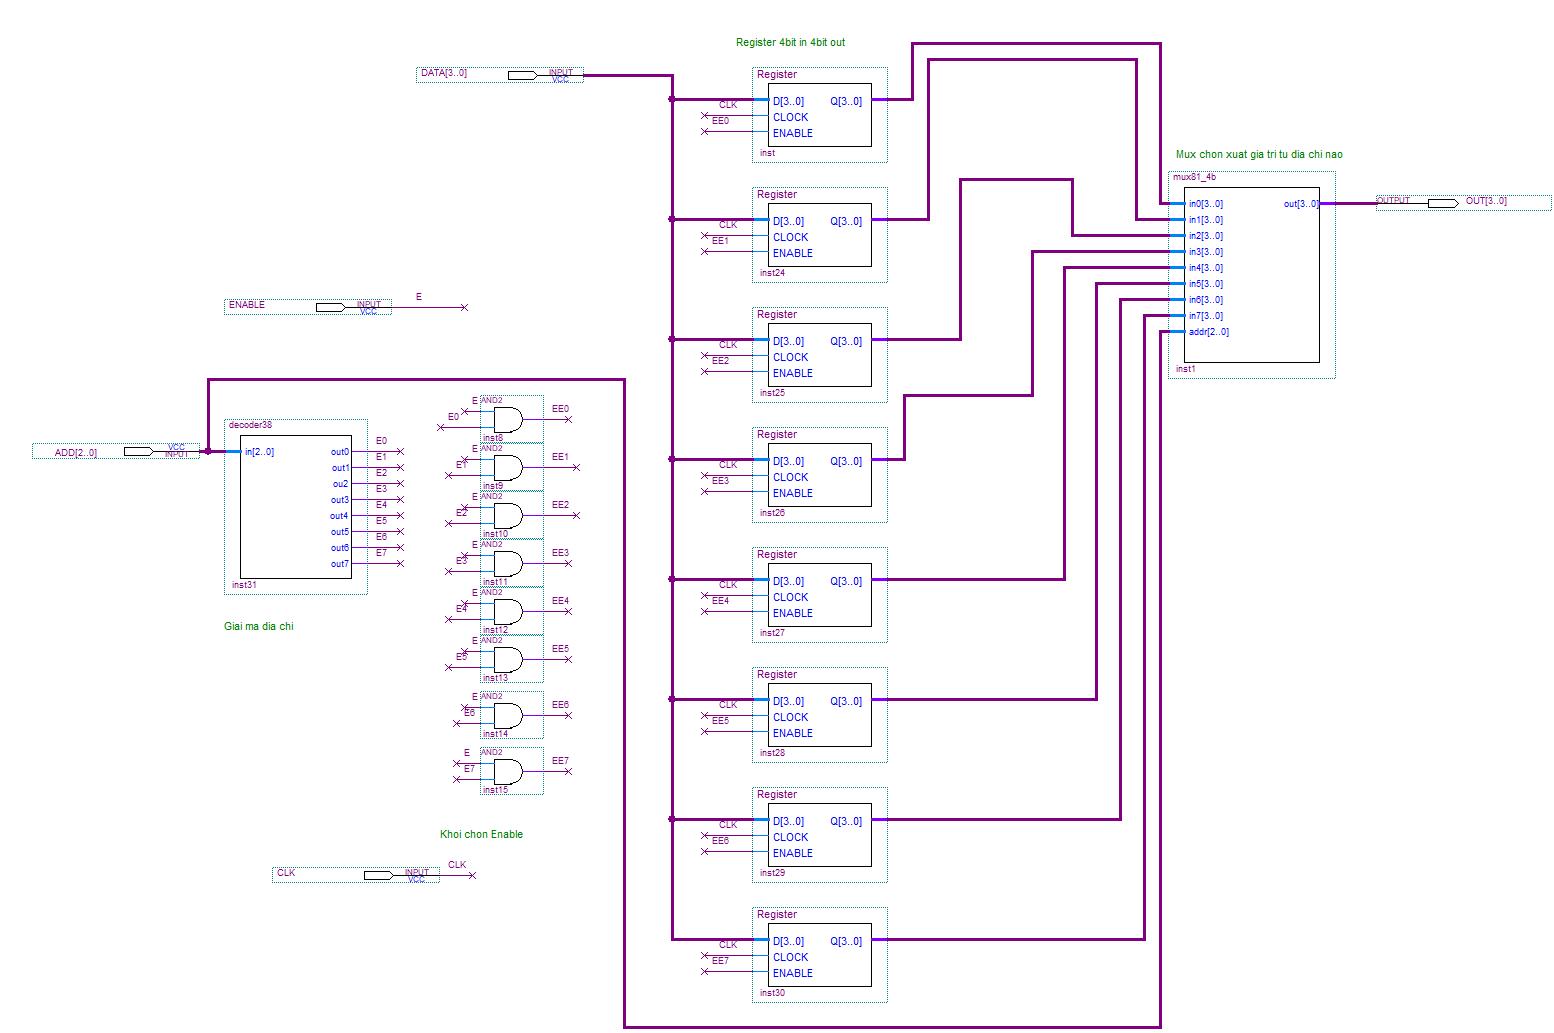 Register 4bit in 4bit out
DATA[3..0]
INPUT
VCC
Register
D[3..0]
Q[3..0]
CLK
CLOCK
EE0
ENABLE
inst
Mux chon xuat gia tri tu dia chi nao
mux81_4b
in0[3..0]
out[3..0]
in1[3..0]
in2[3..0]
in3[3..0]
in4[3..0]
in5[3..0]
in6[3..0]
in7[3..0]
addr[2..0]
inst1
OUTPUT
OUT[3..0]
Register
D[3..0]
Q[3..0]
CLK
CLOCK
EE1
ENABLE
inst24
ENABLE
INPUT
VCC
E
Register
D[3..0]
Q[3..0]
CLK
CLOCK
EE2
ENABLE
inst25
ADD[2..0]
VCC
INPUT
decoder38
in[2..0]
out0
E0
out1
E1
ou2
E2
out3
E3
out4
E4
out5
E5
out6
E6
out7
E7
inst31
Giai ma dia chi
E
AND2
E0
EE0
inst8
E
AND2
E1
EE1
inst9
E
AND2
E2
EE2
inst10
E
AND2
E3
EE3
inst11
E
AND2
E4
EE4
inst12
E
AND2
E5
EE5
inst13
E
AND2
E6
EE6
inst14
E
AND2
E7
EE7
inst15
Khoi chon Enable
CLK
INPUT
VCC
CLK
Register
D[3..0]
Q[3..0]
CLK
CLOCK
EE3
ENABLE
inst26
Register
D[3..0]
Q[3..0]
CLK
CLOCK
EE4
ENABLE
inst27
Register
D[3..0]
Q[3..0]
CLK
CLOCK
EE5
ENABLE
inst28
Register
D[3..0]
Q[3..0]
CLK
CLOCK
EE6
ENABLE
inst29
Register
D[3..0]
Q[3..0]
CLK
CLOCK
EE7
ENABLE
inst30